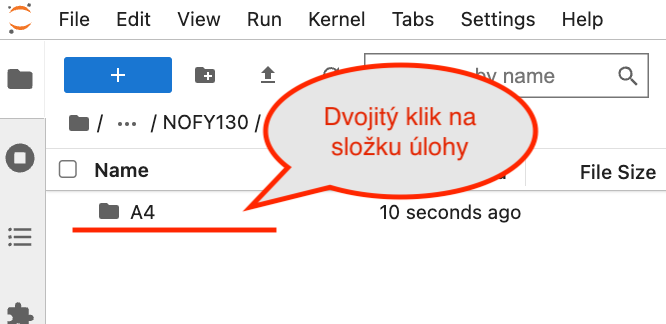 File Edit View Run Kernel Tabs Settings Help
+ by name
/ ... / NOFY130 /
Dvojitý klik na
složku úlohy
Name File Size
A4 10 seconds ago